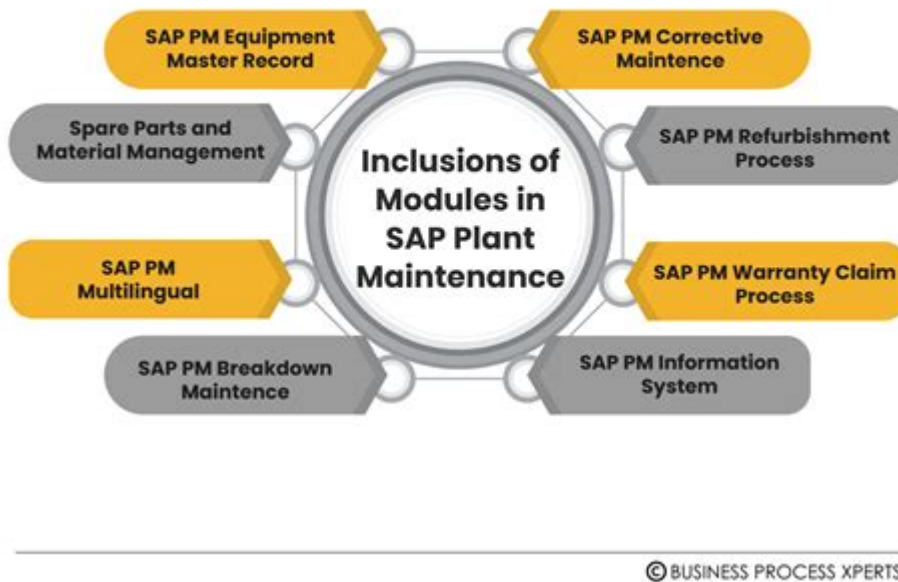 SAP PM Equipment
Master Record
SAP PM Corrective
Maintence
Spare Parts and
Material Management
SAP PM Refurbishment
Process
Inclusions of
Modules in
SAP Plant
Maintenance
SAP PM
Multilingual
SAP PM Warranty Claim
Process
SAP PM Breakdown
Maintence
SAP PM Information
System
© BUSINESS PROCESS XPERTS